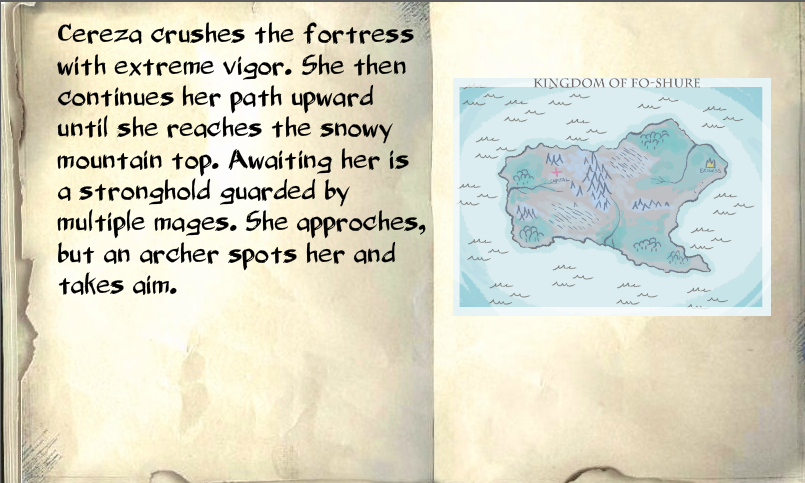 Cereza crushes the fortress
with extreme vigor. She then
continues her path upward
until she reaches the snowy
mountain top. Awaiting her is
a stronghold guarded by
multiple mages. She approches,
but an archer spots her and
takes aim.
KINGDOM OF FO-SHURE